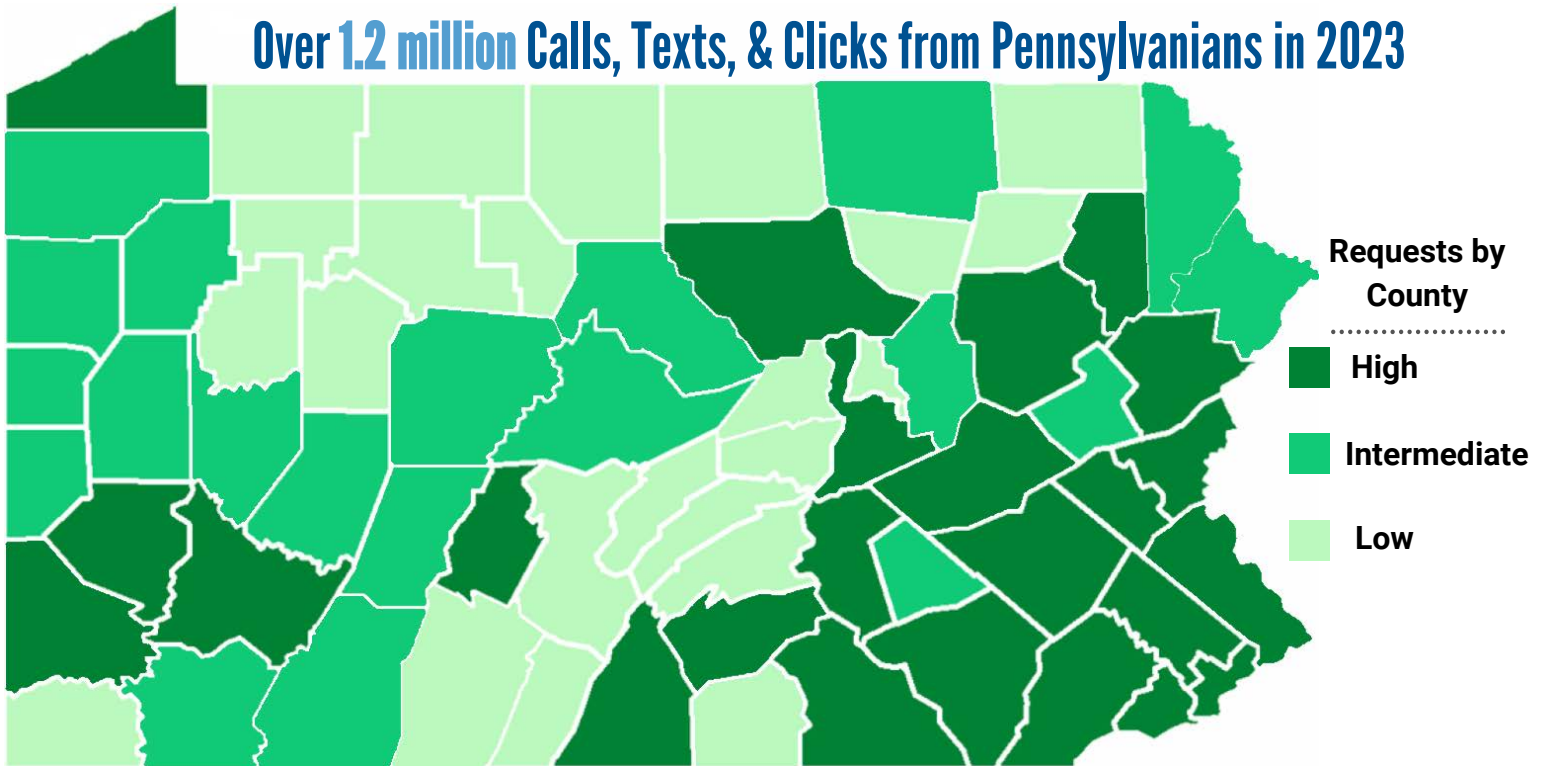 Over 1.2 million Calls, Texts, & Clicks from Pennsylvanians in 2023
Requests by
County
High
Intermediate
Low